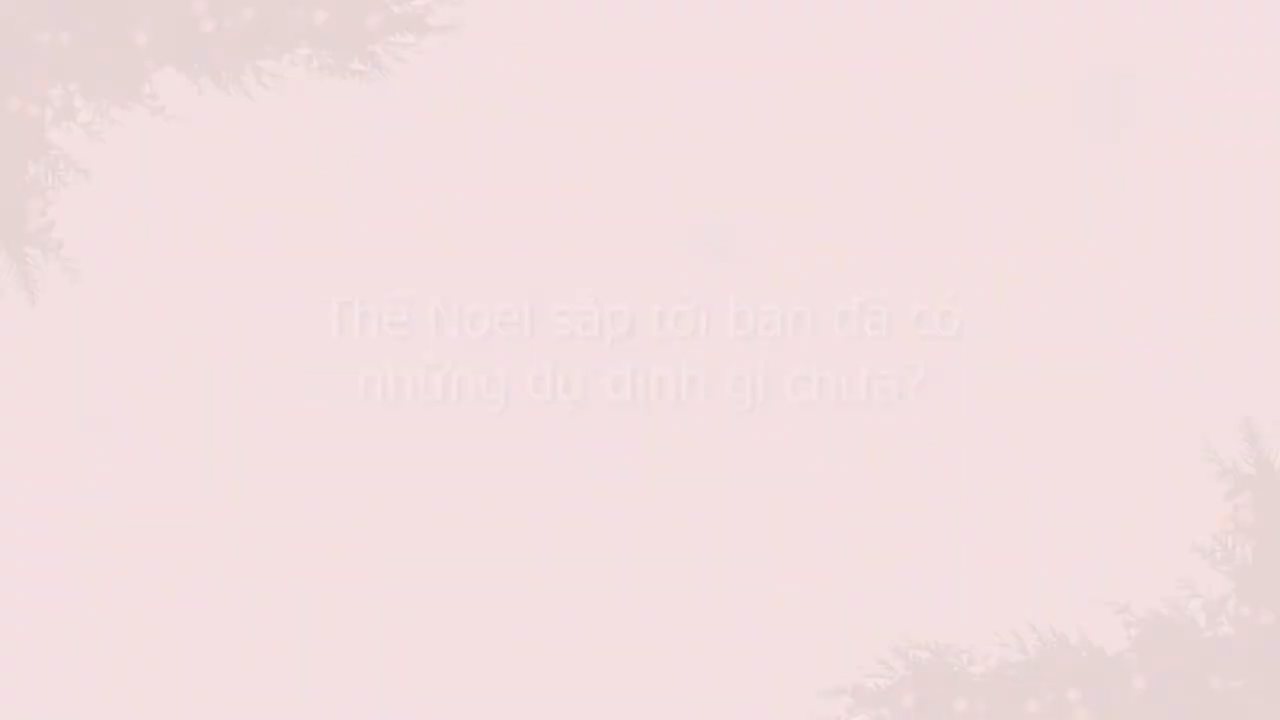 Thế Noel sắp tới bạn đã có
những dự định gì chưa?